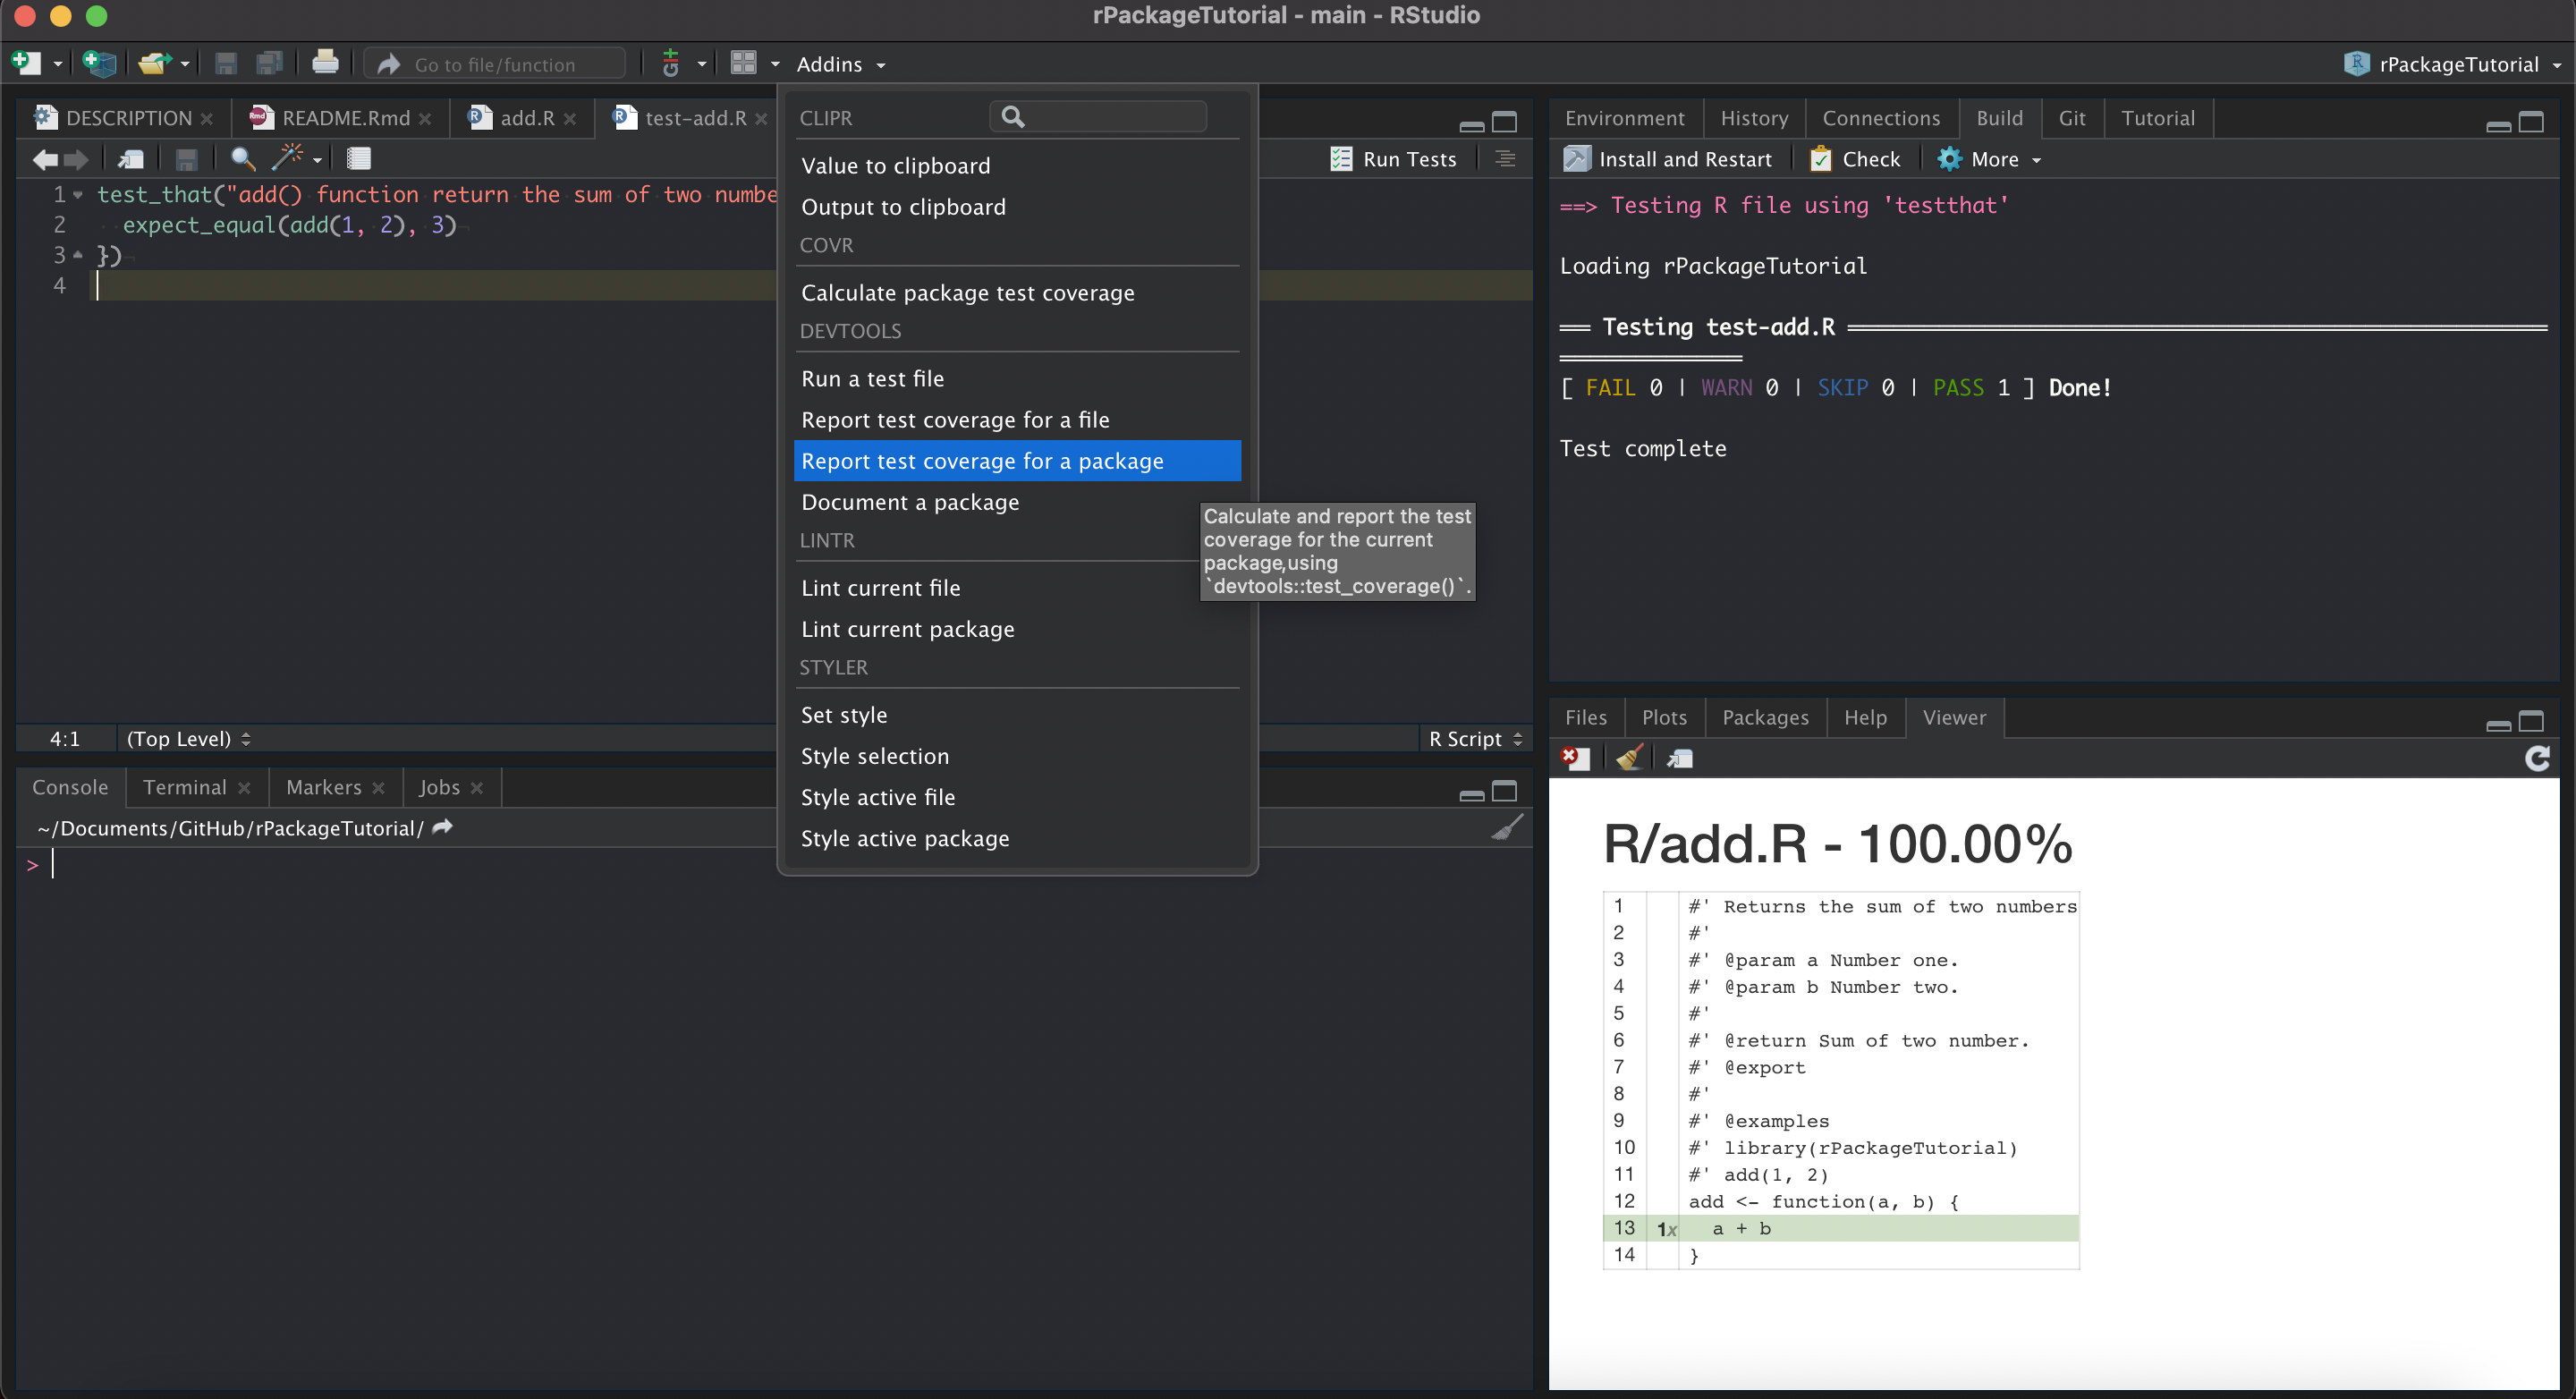 rPackageTutorial - main - RStudio
Go to file/function
Addins
rPackageTutorial
DESCRIPTION
README.Rmd
add.R
test-add.R
Run Tests
1 test_that("add() function return the sum of two numbe
2 expect_equal(add(1, 2), 3)
3 })
4
4:1 (Top Level)
R Script
CLIPR
Value to clipboard
Output to clipboard
COVR
Calculate package test coverage
DEVTOOLS
Run a test file
Report test coverage for a file
Report test coverage for a package
Document a package
LINTR
Lint current file
Lint current package
STYLER
Set style
Style selection
Style active file
Style active package
Calculate and report the test
coverage for the current
package,using
`devtools::test_coverage()`.
Console Terminal Markers Jobs
~/Documents/GitHub/rPackageTutorial/
>
Environment History Connections Build Git Tutorial
Install and Restart Check More
==> Testing R file using 'testthat'
Loading rPackageTutorial
══ Testing test-add.R ══════════
[ FAIL 0 | WARN 0 | SKIP 0 | PASS 1 ] Done!
Test complete
Files Plots Packages Help Viewer
R/add.R - 100.00%
1 #' Returns the sum of two numbers
2 #'
3 #' @param a Number one.
4 #' @param b Number two.
5 #'
6 #' @return Sum of two number.
7 #' @export
8 #'
9 #' @examples
10 #' library(rPackageTutorial)
11 #' add(1, 2)
12 add <- function(a, b) {
13 1x a + b
14 }